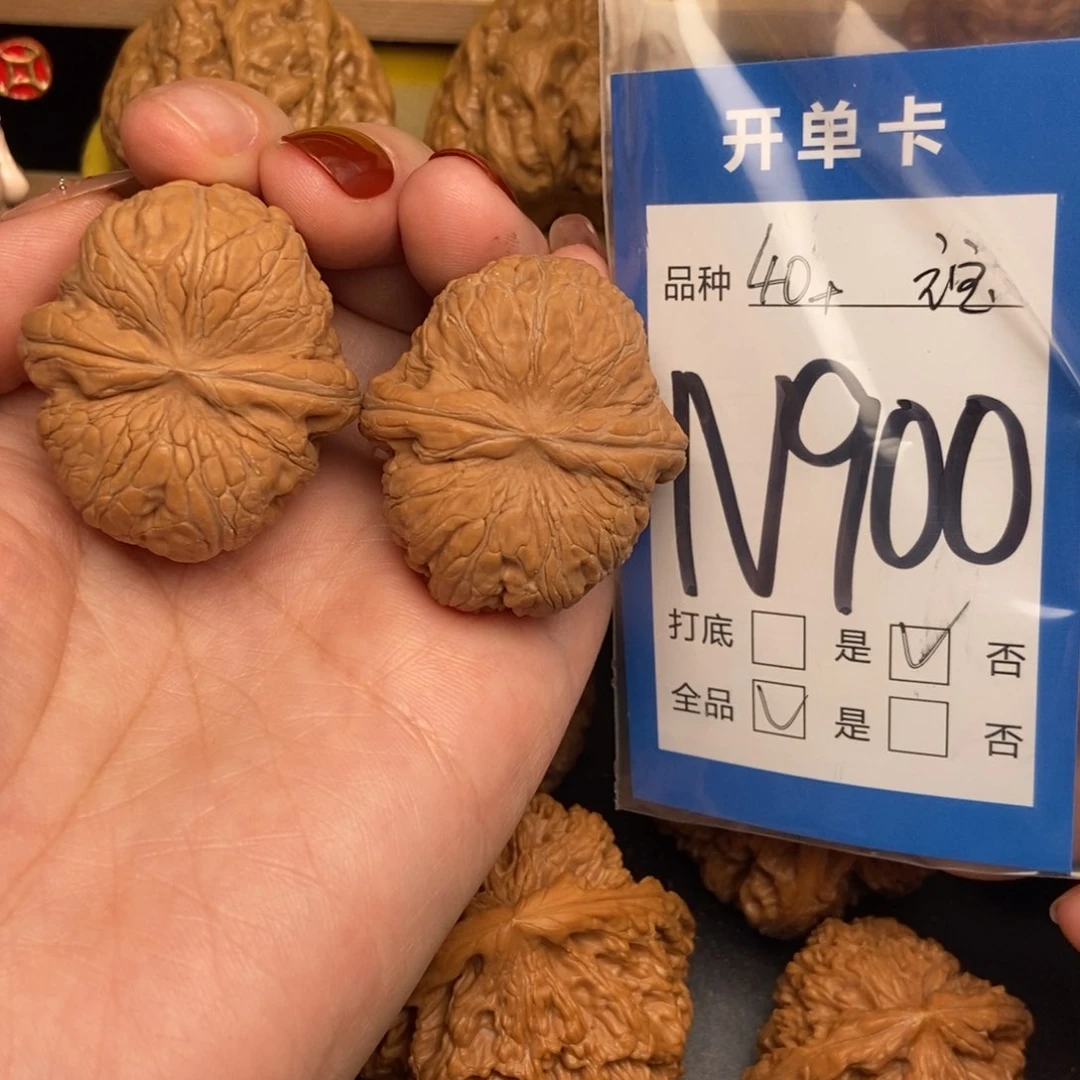 开单卡
品种 40+
N900
打底 是 否
全品 是 否